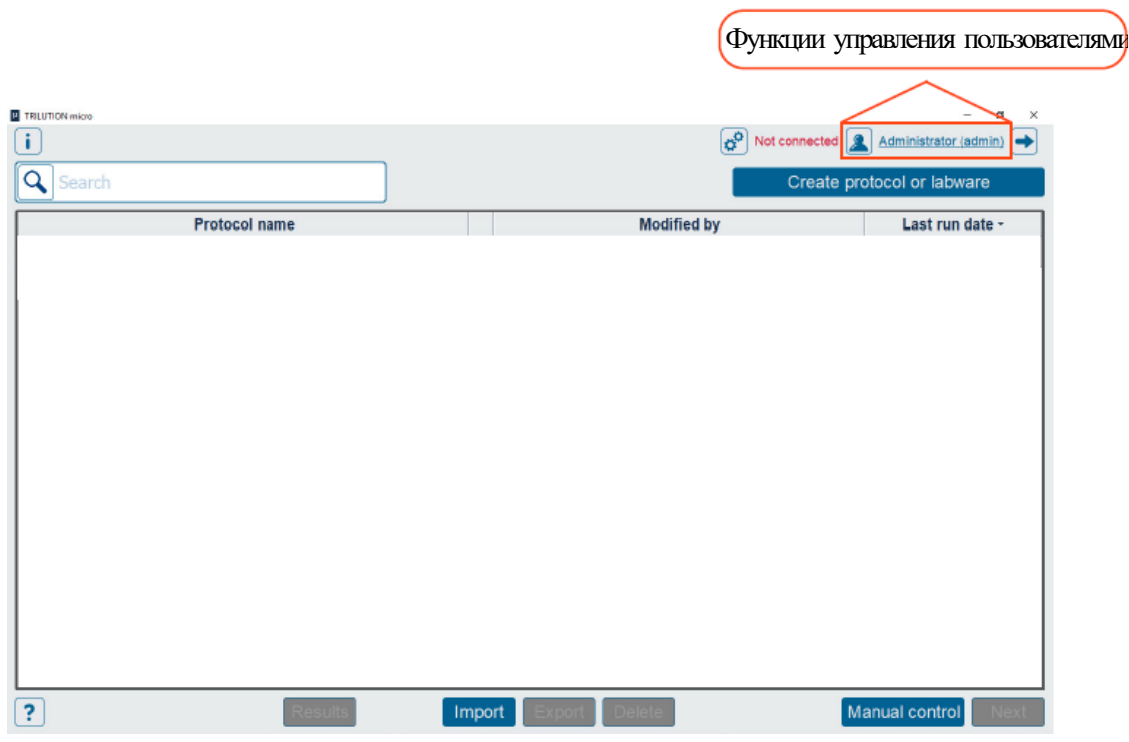 Функции управления пользователями
TRILUTION micro
i
Not connected
Administrator (admin)
Search
Create protocol or labware
Protocol name
Modified by
Last run date
?
Results
Import
Export
Delete
Manual control
Next